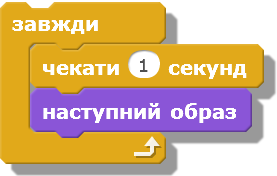 завжди
чекати 1 секунд
наступний образ